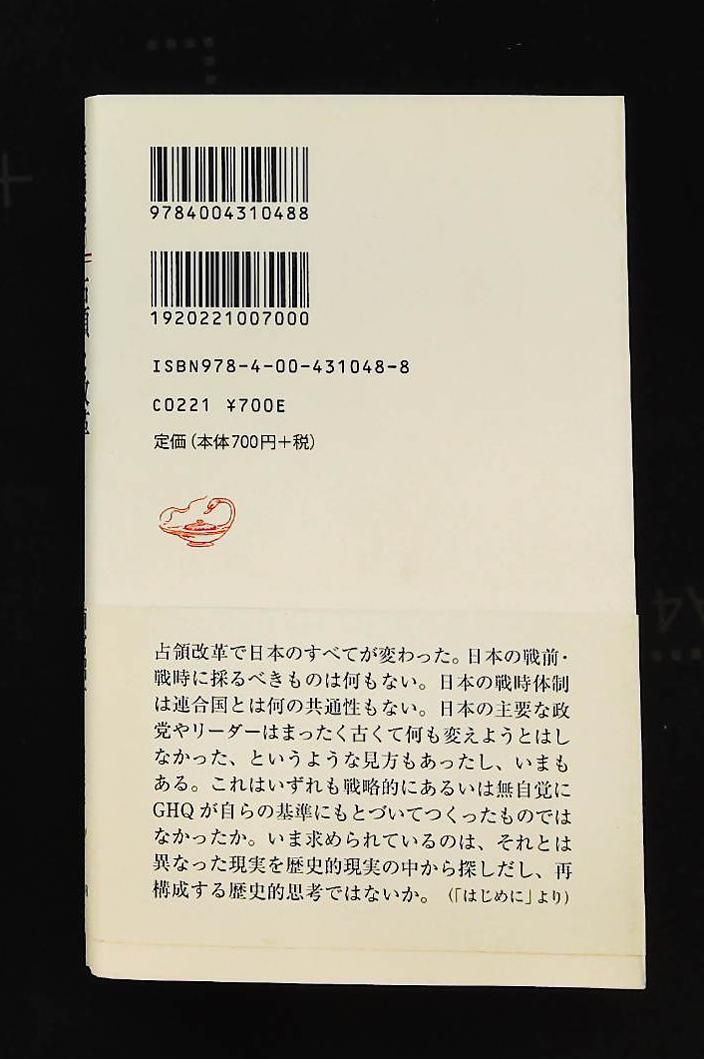 9784004310488
1920221007000
ISBN978-4-00-431048-8
C0221 ¥700E
定価(本体700円+税)
占領改革で日本のすべてが変わった。日本の戦前・
戦時に採るべきものは何もない。日本の戦時体制
は連合国とは何の共通性もない。日本の主要な政
党やリーダーはまったく古くて何も変えようとはし
なかった、というような見方もあったし、いまも
ある。これはいずれも戦略的にあるいは無自覚に
GHQが自らの基準にもとづいてつくったものでは
なかったか。いま求められているのは、それとは
異なった現実を歴史的現実の中から探しだし、再
構成する歴史的思考ではないか。(「はじめに」より)
A4